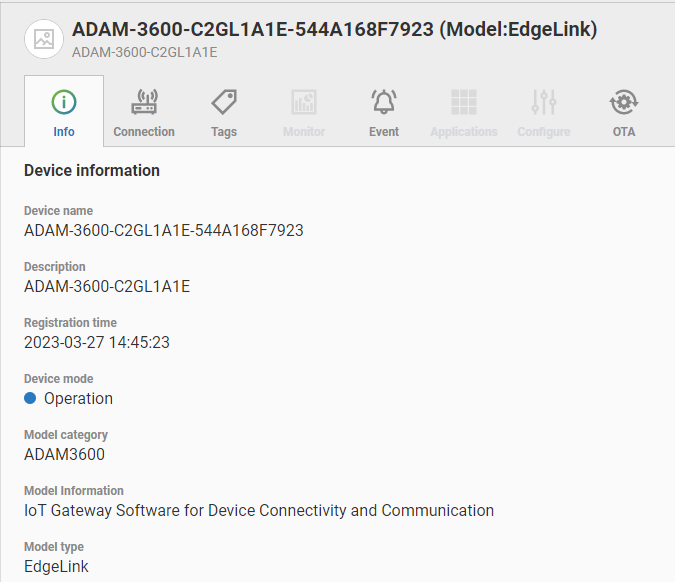 ADAM-3600-C2GL1A1E-544A168F7923 (Model:EdgeLink)
ADAM-3600-C2GL1A1E
Info Connection Tags Monitor Event Applications Configure OTA
Device information
Device name
ADAM-3600-C2GL1A1E-544A168F7923
Description
ADAM-3600-C2GL1A1E
Registration time
2023-03-27 14:45:23
Device mode
Operation
Model category
ADAM3600
Model Information
IoT Gateway Software for Device Connectivity and Communication
Model type
EdgeLink